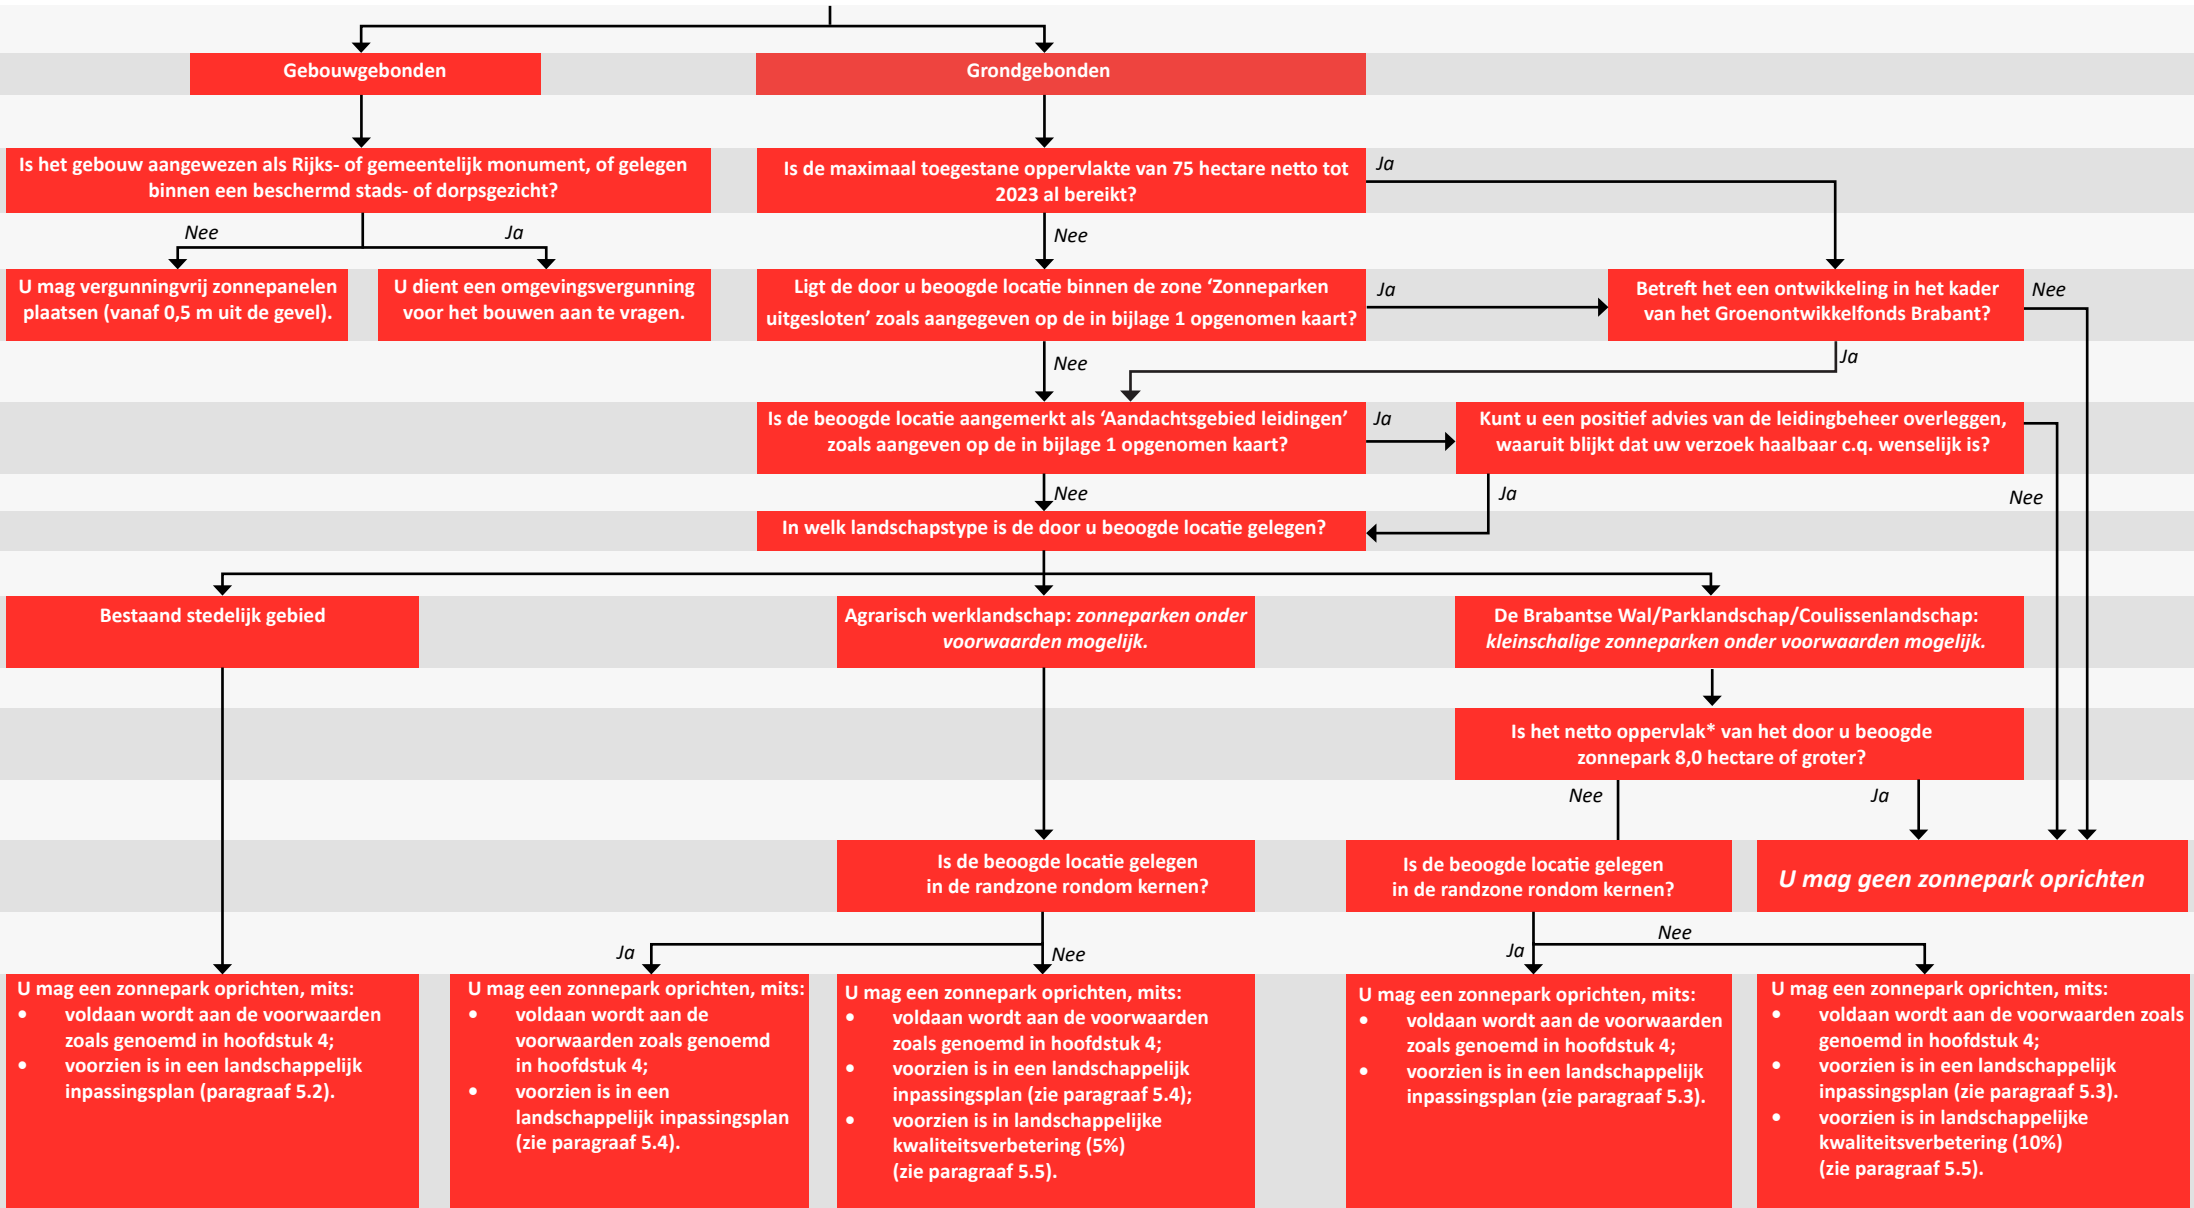 Gebouwgebonden
Grondgebonden
Is het gebouw aangewezen als Rijks- of gemeentelijk monument, of gelegen
binnen een beschermd stads- of dorpsgezicht?
Is de maximaal toegestane oppervlakte van 75 hectare netto tot
2023 al bereikt?
Ja
Nee
Ja
Nee
U mag vergunningvrij zonnepanelen
plaatsen (vanaf 0,5 m uit de gevel).
U dient een omgevingsvergunning
voor het bouwen aan te vragen.
Ligt de door u beoogde locatie binnen de zone ‘Zonneparken
uitgesloten’ zoals aangegeven op de in bijlage 1 opgenomen kaart?
Ja
Betreft het een ontwikkeling in het kader
van het Groenontwikkelfonds Brabant?
Nee
Nee
Ja
Is de beoogde locatie aangemerkt als ‘Aandachtsgebied leidingen’
zoals aangeven op de in bijlage 1 opgenomen kaart?
Ja
Kunt u een positief advies van de leidingbeheer overleggen,
waaruit blijkt dat uw verzoek haalbaar c.q. wenselijk is?
Nee
Ja
Nee
In welk landschapstype is de door u beoogde locatie gelegen?
Bestaand stedelijk gebied
Agrarisch werklandschap: zonneparken onder
voorwaarden mogelijk.
De Brabantse Wal/Parklandschap/Coulissenlandschap:
kleinschalige zonneparken onder voorwaarden mogelijk.
Is het netto oppervlak* van het door u beoogde
zonnepark 8,0 hectare of groter?
Nee
Ja
Is de beoogde locatie gelegen
in de randzone rondom kernen?
Is de beoogde locatie gelegen
in de randzone rondom kernen?
U mag geen zonnepark oprichten
Ja
Nee
Ja
Nee
U mag een zonnepark oprichten, mits:
• voldaan wordt aan de voorwaarden
zoals genoemd in hoofdstuk 4;
• voorzien is in een landschappelijk
inpassingsplan (paragraaf 5.2).
U mag een zonnepark oprichten, mits:
• voldaan wordt aan de
voorwaarden zoals genoemd
in hoofdstuk 4;
• voorzien is in een
landschappelijk inpassingsplan
(zie paragraaf 5.4).
U mag een zonnepark oprichten, mits:
• voldaan wordt aan de voorwaarden
zoals genoemd in hoofdstuk 4;
• voorzien is in een landschappelijk
inpassingsplan (zie paragraaf 5.4);
• voorzien is in landschappelijke
kwaliteitsverbetering (5%)
(zie paragraaf 5.5).
U mag een zonnepark oprichten, mits:
• voldaan wordt aan de voorwaarden
zoals genoemd in hoofdstuk 4;
• voorzien is in een landschappelijk
inpassingsplan (zie paragraaf 5.3).
U mag een zonnepark oprichten, mits:
• voldaan wordt aan de voorwaarden zoals
genoemd in hoofdstuk 4;
• voorzien is in een landschappelijk
inpassingsplan (zie paragraaf 5.3).
• voorzien is in landschappelijke
kwaliteitsverbetering (10%)
(zie paragraaf 5.5).